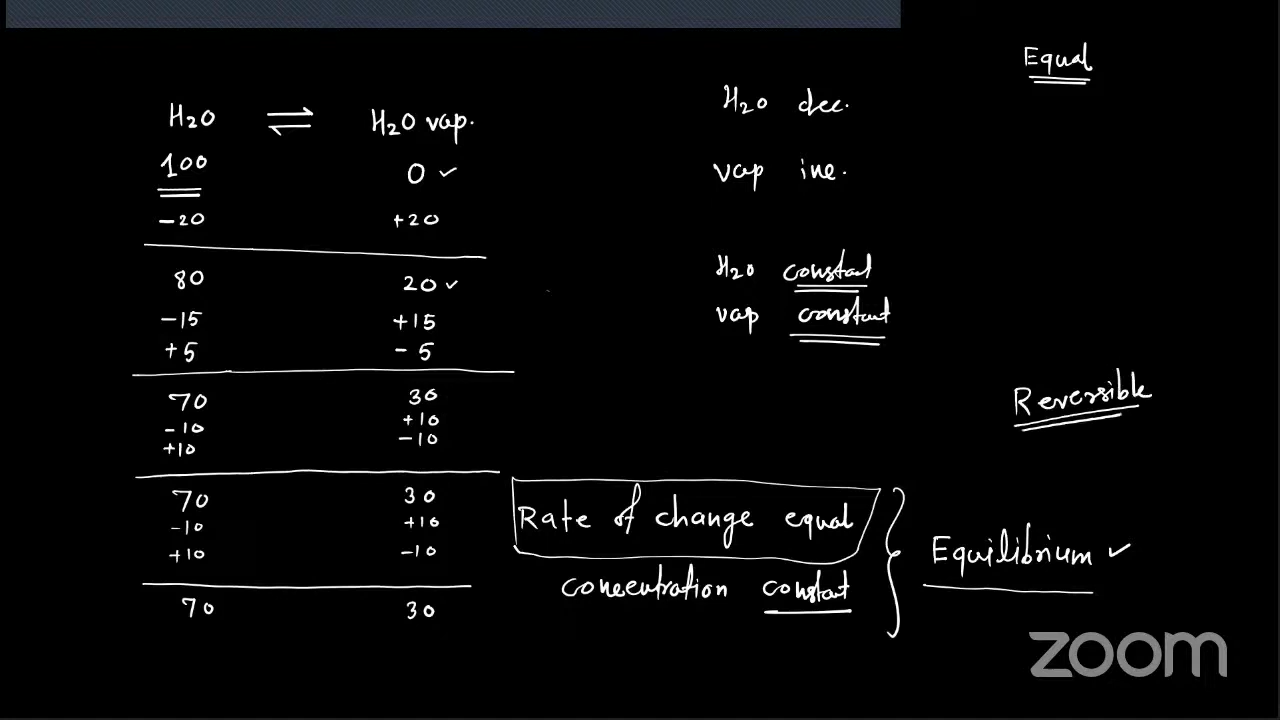 Equal
H₂O ⇌ H₂O vap.
100 0 ✓
-20 +20
80 20 ✓
-15 +15
+5 -5
70 30
-10 +10
+10 -10
70 30
-10 +10
+10 -10
70 30
H₂O dec.
vap inc.
H₂O constant
vap constant
Reversible
Rate of change equal
concentration constant
Equilibrium ✓
zoom